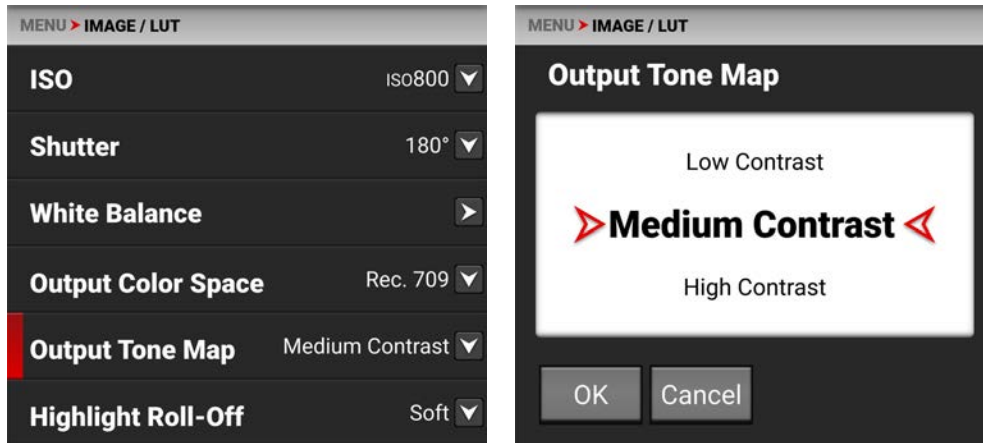 MENU > IMAGE / LUT
ISO ISO800
Shutter 180°
White Balance
Output Color Space Rec. 709
Output Tone Map Medium Contrast
Highlight Roll-Off Soft
MENU > IMAGE / LUT
Output Tone Map
Low Contrast
Medium Contrast
High Contrast
OK Cancel